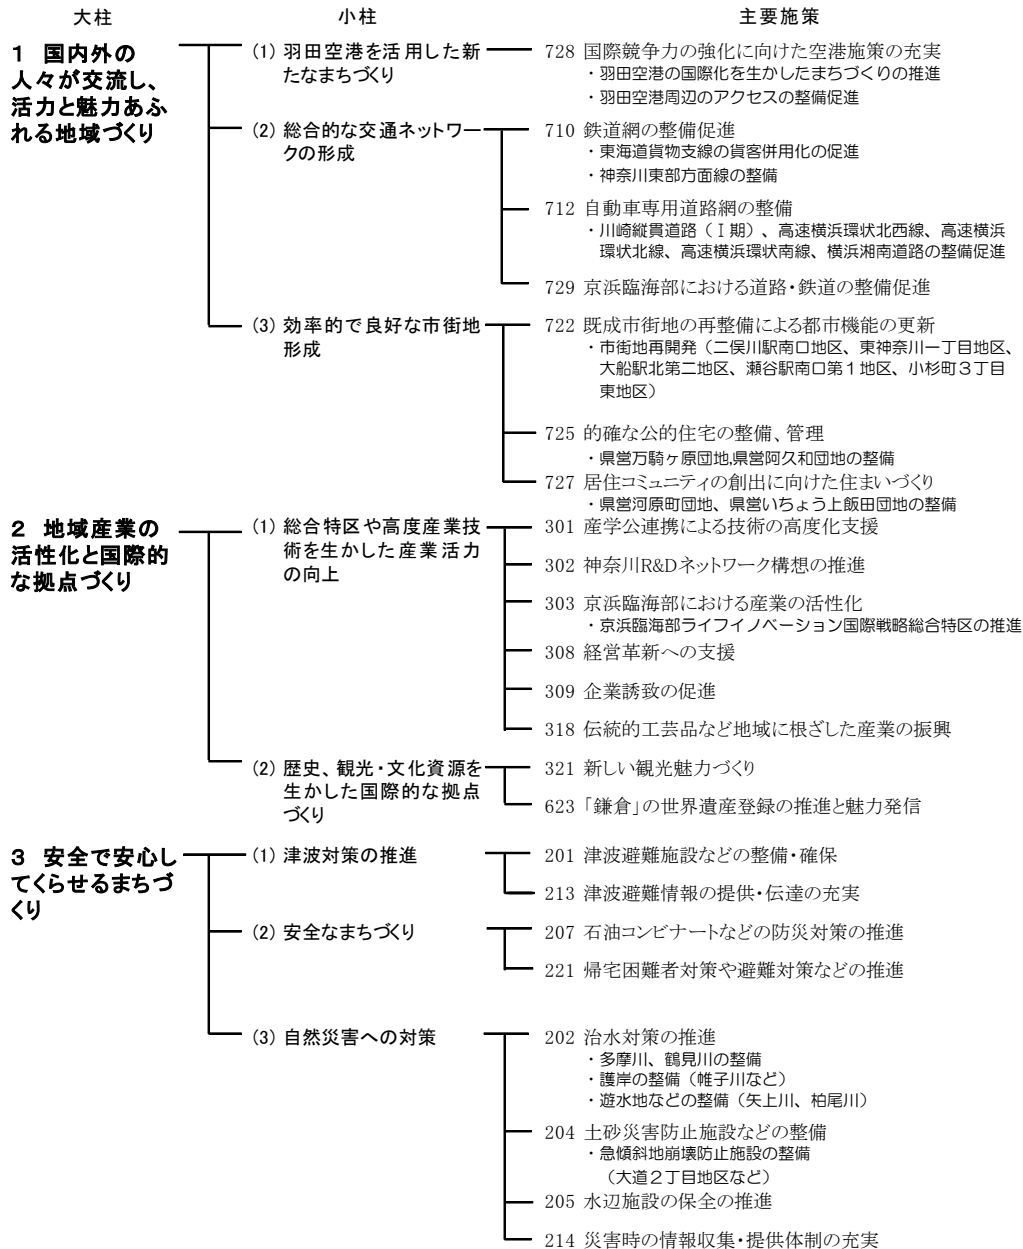 大柱 小柱 主要施策
1 国内外の
人々が交流し、
活力と魅力あふ
れる地域づくり
(1) 羽田空港を活用した新
たなまちづくり
728 国際競争力の強化に向けた空港施策の充実
・羽田空港の国際化を生かしたまちづくりの推進
・羽田空港周辺のアクセスの整備促進
(2) 総合的な交通ネットワー
クの形成
710 鉄道網の整備促進
・東海道貨物支線の貨客併用化の促進
・神奈川東部方面線の整備
712 自動車専用道路網の整備
・川崎縦貫道路(Ⅰ期)、高速横浜環状北西線、高速横浜
環状北線、高速横浜環状南線、横浜湘南道路の整備促進
729 京浜臨海部における道路・鉄道の整備促進
(3) 効率的で良好な市街地
形成
722 既成市街地の再整備による都市機能の更新
・市街地再開発(二俣川駅南口地区、東神奈川一丁目地区、
大船駅北第二地区、瀬谷駅南口第1地区、小杉町3丁目
東地区)
725 的確な公的住宅の整備、管理
・県営万騎ヶ原団地,県営阿久和団地の整備
727 居住コミュニティの創出に向けた住まいづくり
・県営河原町団地、県営いちょう上飯田団地の整備
2 地域産業の
活性化と国際的
な拠点づくり
(1) 総合特区や高度産業技
術を生かした産業活力
の向上
301 産学公連携による技術の高度化支援
302 神奈川R&Dネットワーク構想の推進
303 京浜臨海部における産業の活性化
・京浜臨海部ライフイノベーション国際戦略総合特区の推進
308 経営革新への支援
309 企業誘致の促進
318 伝統的工芸品など地域に根ざした産業の振興
(2) 歴史、観光・文化資源を
生かした国際的な拠点
づくり
321 新しい観光魅力づくり
623 「鎌倉」の世界遺産登録の推進と魅力発信
3 安全で安心し
てくらせるまちづ
くり
(1) 津波対策の推進
201 津波避難施設などの整備・確保
213 津波避難情報の提供・伝達の充実
(2) 安全なまちづくり
207 石油コンビナートなどの防災対策の推進
221 帰宅困難者対策や避難対策などの推進
(3) 自然災害への対策
202 治水対策の推進
・多摩川、鶴見川の整備
・護岸の整備(帷子川など)
・遊水地などの整備(矢上川、柏尾川)
204 土砂災害防止施設などの整備
・急傾斜地崩壊防止施設の整備
(大道2丁目地区など)
205 水辺施設の保全の推進
214 災害時の情報収集・提供体制の充実